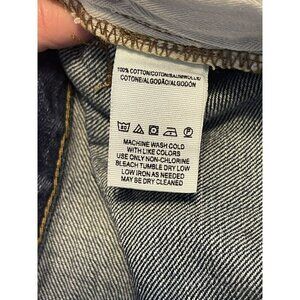 100% COTTON/COTON/BAUMWOLLE/
COTONE/ALGODÃO/ALGODÓN
MACHINE WASH COLD
WITH LIKE COLORS
USE ONLY NON-CHLORINE
BLEACH TUMBLE DRY LOW
LOW IRON AS NEEDED
MAY BE DRY CLEANED